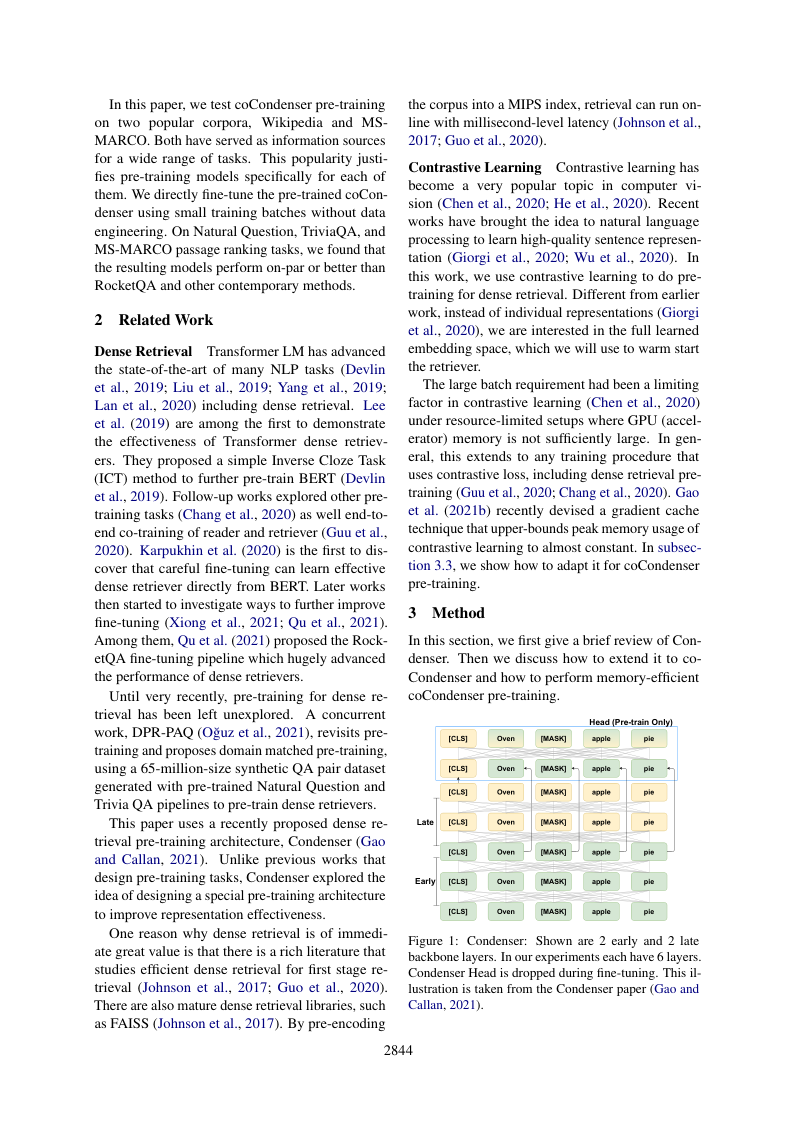 In this paper, we test coCondenser pre-training
on two popular corpora, Wikipedia and MS-
MARCO. Both have served as information sources
for a wide range of tasks. This popularity justi-
fies pre-training models specifically for each of
them. We directly fine-tune the pre-trained coCon-
denser using small training batches without data
engineering. On Natural Question, TriviaQA, and
MS-MARCO passage ranking tasks, we found that
the resulting models perform on-par or better than
RocketQA and other contemporary methods.
2 Related Work
Dense Retrieval Transformer LM has advanced
the state-of-the-art of many NLP tasks (Devlin
et al., 2019; Liu et al., 2019; Yang et al., 2019;
Lan et al., 2020) including dense retrieval. Lee
et al. (2019) are among the first to demonstrate
the effectiveness of Transformer dense retriev-
ers. They proposed a simple Inverse Cloze Task
(ICT) method to further pre-train BERT (Devlin
et al., 2019). Follow-up works explored other pre-
training tasks (Chang et al., 2020) as well end-to-
end co-training of reader and retriever (Guu et al.,
2020). Karpukhin et al. (2020) is the first to dis-
cover that careful fine-tuning can learn effective
dense retriever directly from BERT. Later works
then started to investigate ways to further improve
fine-tuning (Xiong et al., 2021; Qu et al., 2021).
Among them, Qu et al. (2021) proposed the Rock-
etQA fine-tuning pipeline which hugely advanced
the performance of dense retrievers.
Until very recently, pre-training for dense re-
trieval has been left unexplored. A concurrent
work, DPR-PAQ (Oğuz et al., 2021), revisits pre-
training and proposes domain matched pre-training,
using a 65-million-size synthetic QA pair dataset
generated with pre-trained Natural Question and
Trivia QA pipelines to pre-train dense retrievers.
This paper uses a recently proposed dense re-
trieval pre-training architecture, Condenser (Gao
and Callan, 2021). Unlike previous works that
design pre-training tasks, Condenser explored the
idea of designing a special pre-training architecture
to improve representation effectiveness.
One reason why dense retrieval is of immedi-
ate great value is that there is a rich literature that
studies efficient dense retrieval for first stage re-
trieval (Johnson et al., 2017; Guo et al., 2020).
There are also mature dense retrieval libraries, such
as FAISS (Johnson et al., 2017). By pre-encoding
the corpus into a MIPS index, retrieval can run on-
line with millisecond-level latency (Johnson et al.,
2017; Guo et al., 2020).
Contrastive Learning Contrastive learning has
become a very popular topic in computer vi-
sion (Chen et al., 2020; He et al., 2020). Recent
works have brought the idea to natural language
processing to learn high-quality sentence represen-
tation (Giorgi et al., 2020; Wu et al., 2020). In
this work, we use contrastive learning to do pre-
training for dense retrieval. Different from earlier
work, instead of individual representations (Giorgi
et al., 2020), we are interested in the full learned
embedding space, which we will use to warm start
the retriever.
The large batch requirement had been a limiting
factor in contrastive learning (Chen et al., 2020)
under resource-limited setups where GPU (accel-
erator) memory is not sufficiently large. In gen-
eral, this extends to any training procedure that
uses contrastive loss, including dense retrieval pre-
training (Guu et al., 2020; Chang et al., 2020). Gao
et al. (2021b) recently devised a gradient cache
technique that upper-bounds peak memory usage of
contrastive learning to almost constant. In subsec-
tion 3.3, we show how to adapt it for coCondenser
pre-training.
3 Method
In this section, we first give a brief review of Con-
denser. Then we discuss how to extend it to co-
Condenser and how to perform memory-efficient
coCondenser pre-training.
Head (Pre-train Only)
[CLS] Oven [MASK] apple pie
[CLS] Oven [MASK] apple pie
[CLS] Oven [MASK] apple pie
Late [CLS] Oven [MASK] apple pie
[CLS] Oven [MASK] apple pie
Early [CLS] Oven [MASK] apple pie
[CLS] Oven [MASK] apple pie
Figure 1: Condenser: Shown are 2 early and 2 late
backbone layers. In our experiments each have 6 layers.
Condenser Head is dropped during fine-tuning. This il-
lustration is taken from the Condenser paper (Gao and
Callan, 2021).
2844